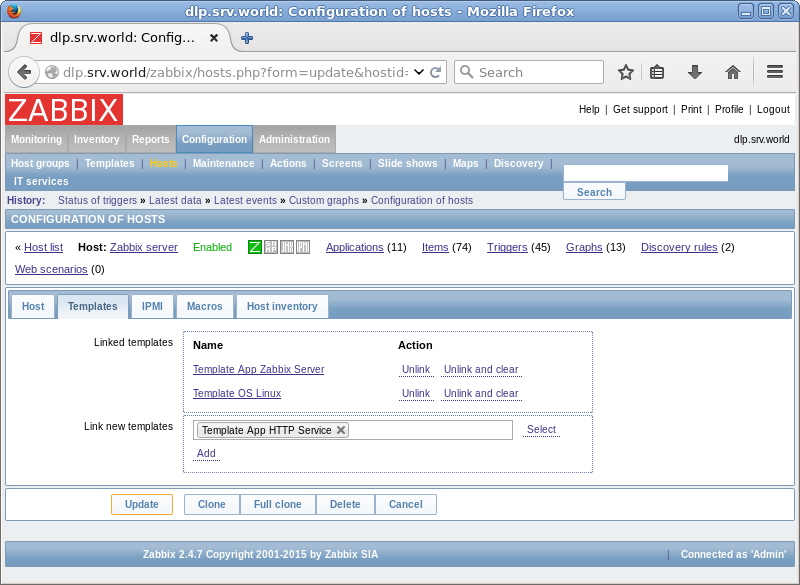 dlp.srv.world: Configuration of hosts - Mozilla Firefox
dlp.srv.world: Config...
dlp.srv.world/zabbix/hosts.php?form=update&hostid=
Search
ZABBIX
Help | Get support | Print | Profile | Logout
Monitoring Inventory Reports Configuration Administration
dlp.srv.world
Host groups | Templates | Hosts | Maintenance | Actions | Screens | Slide shows | Maps | Discovery |
IT services
Search
History: Status of triggers » Latest data » Latest events » Custom graphs » Configuration of hosts
CONFIGURATION OF HOSTS
« Host list Host: Zabbix server Enabled Z SNMP JMX IPMI Applications (11) Items (74) Triggers (45) Graphs (13) Discovery rules (2)
Web scenarios (0)
Host Templates IPMI Macros Host inventory
Linked templates
Name Action
Template App Zabbix Server Unlink Unlink and clear
Template OS Linux Unlink Unlink and clear
Link new templates
Template App HTTP Service
Select
Add
Update Clone Full clone Delete Cancel
Zabbix 2.4.7 Copyright 2001-2015 by Zabbix SIA
| Connected as 'Admin'